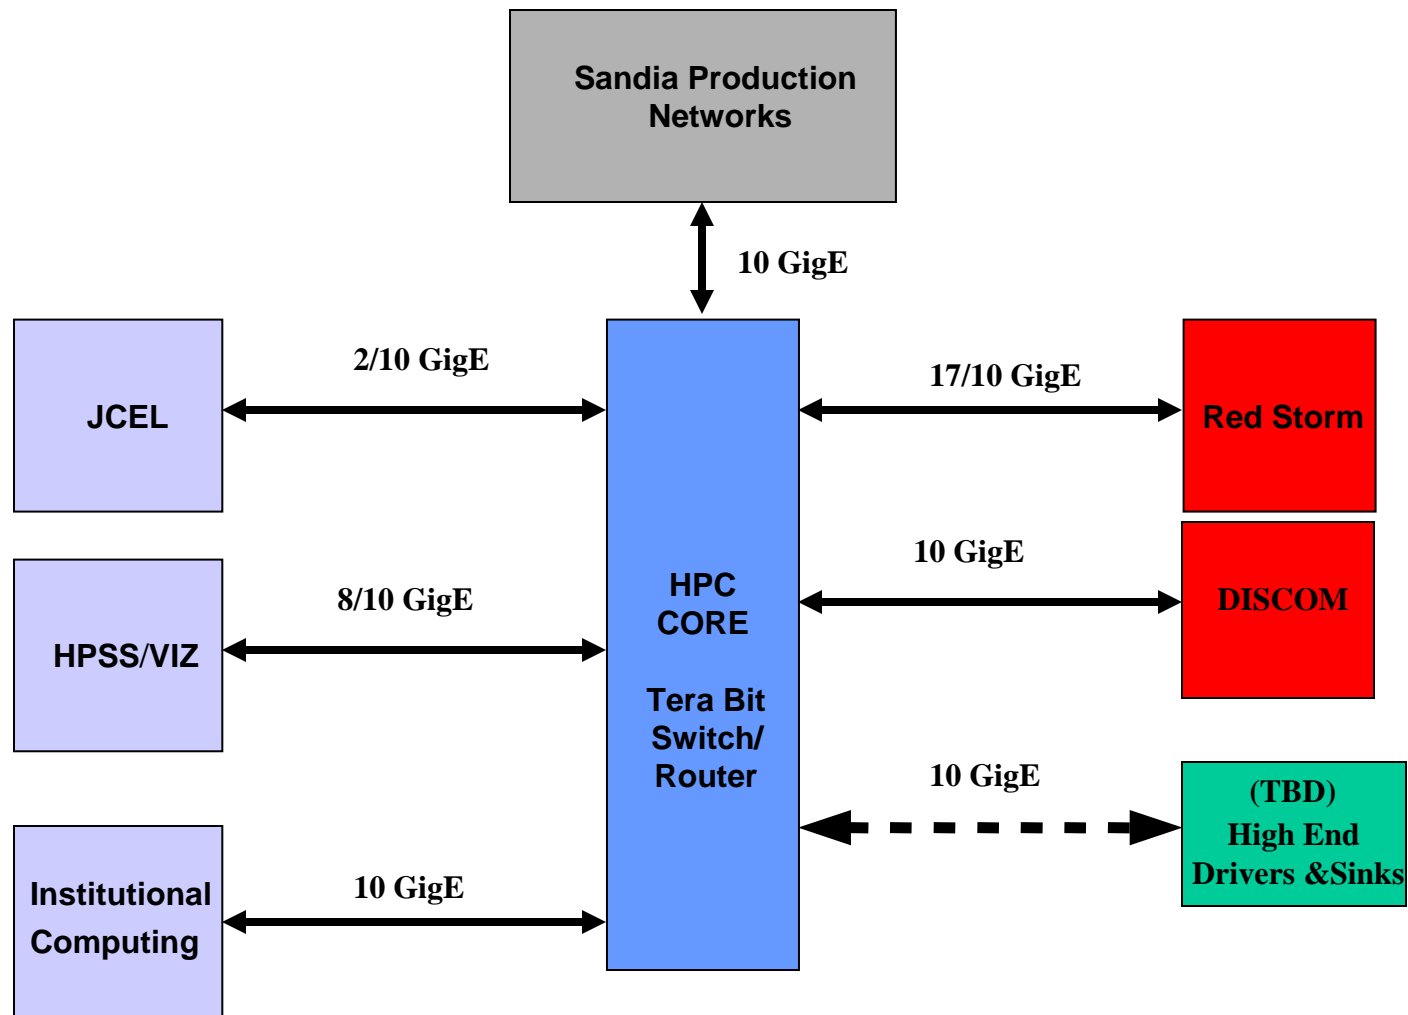 Sandia Production
Networks
10 GigE
2/10 GigE
17/10 GigE
JCEL
Red Storm
10 GigE
8/10 GigE
HPC
CORE
DISCOM
HPSS/VIZ
Tera Bit
Switch/
Router
10 GigE
(TBD)
High End
Drivers &Sinks
10 GigE
Institutional
Computing